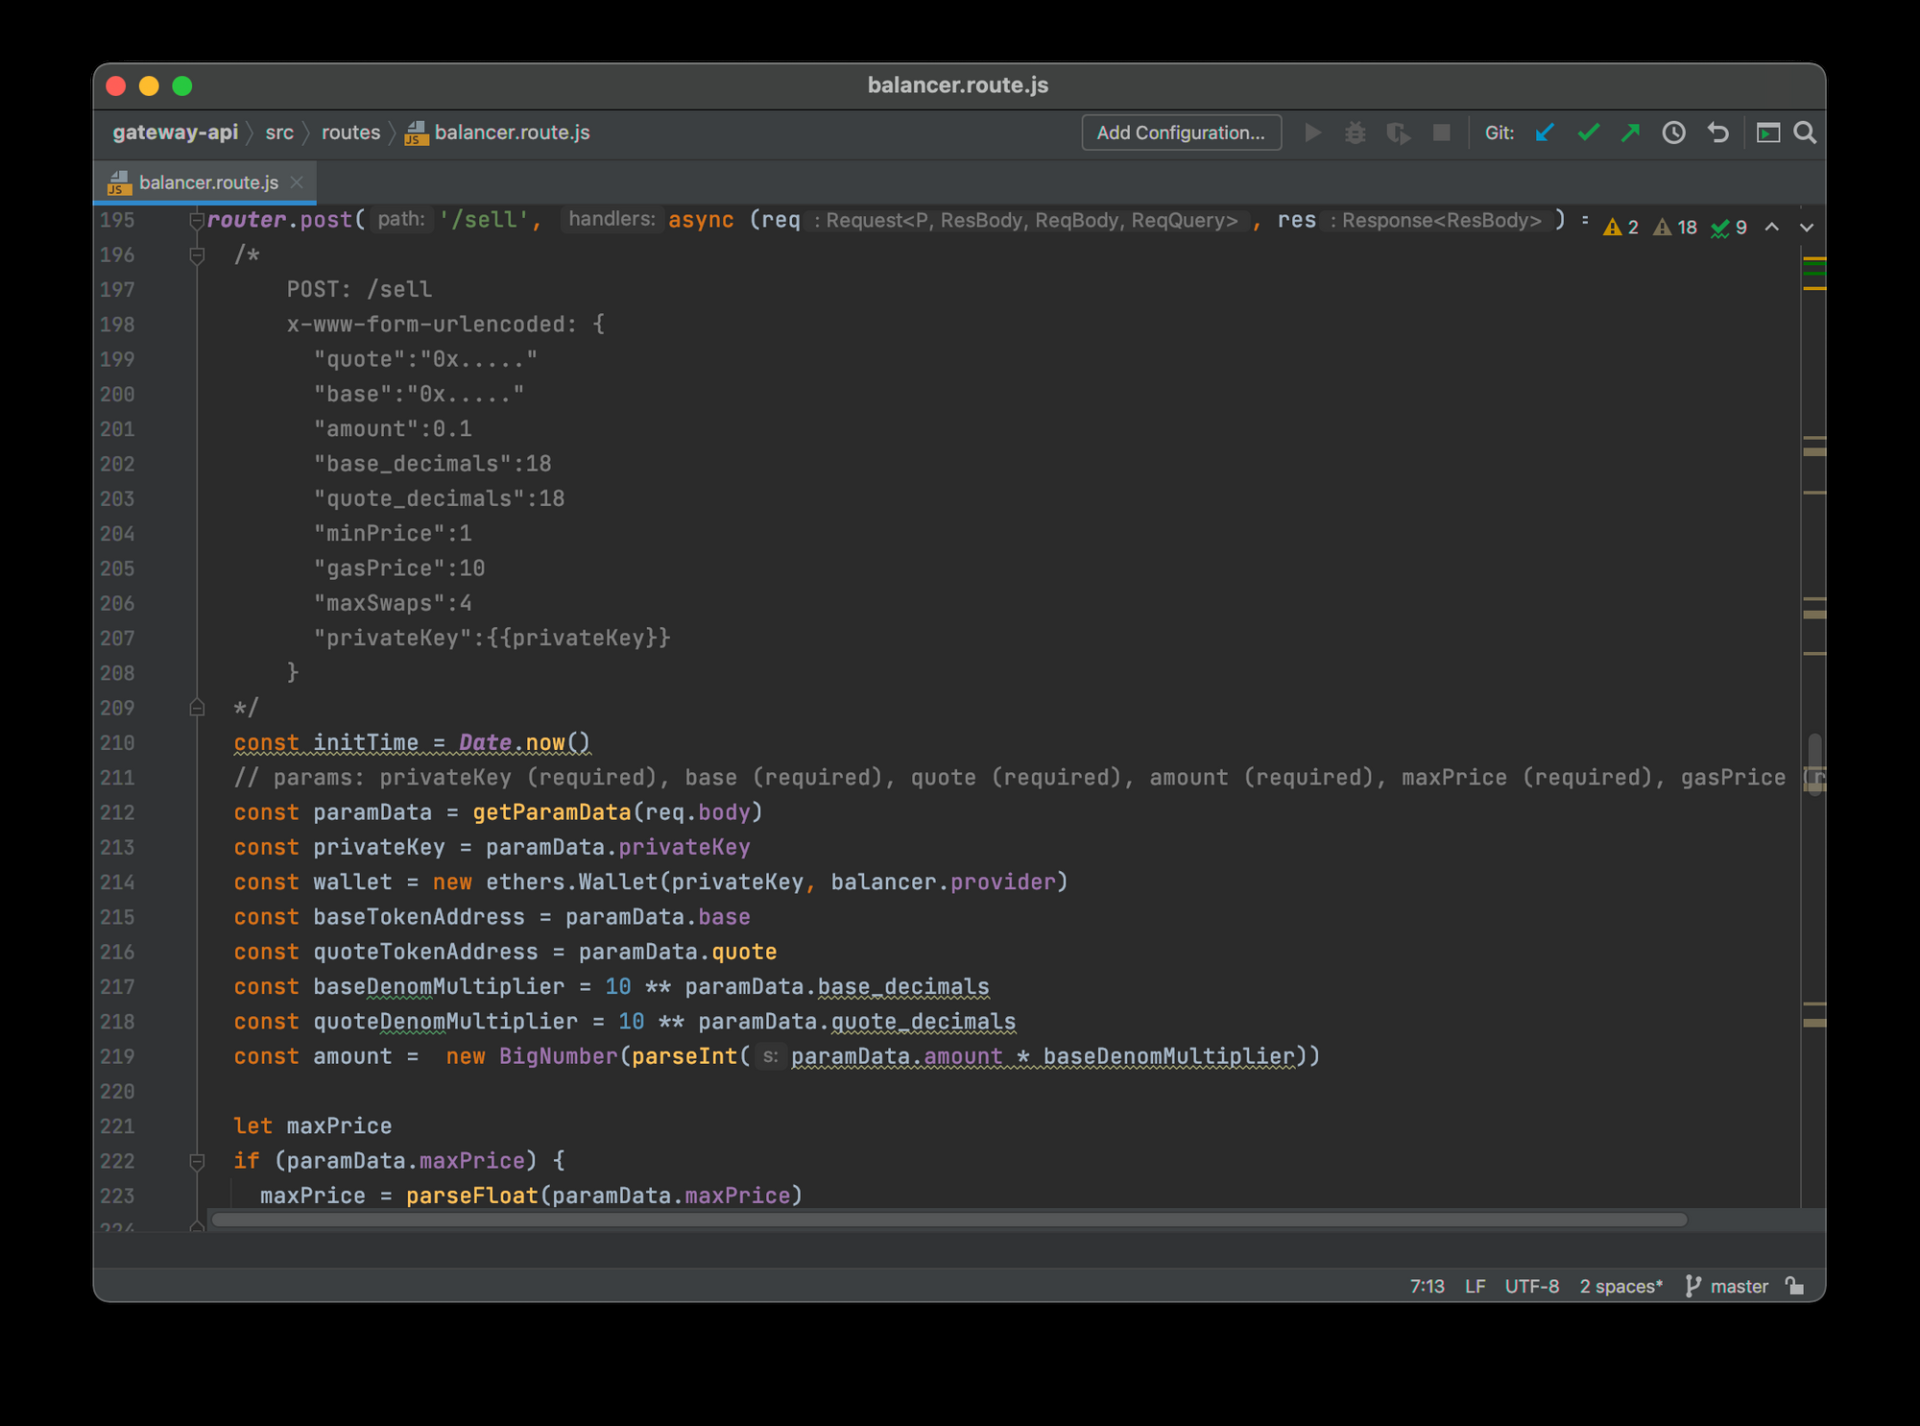 balancer.route.js
gateway-api src routes balancer.route.js Add Configuration... Git:
balancer.route.js
195 router.post( path: '/sell', handlers: async (req : Request<P, ResBody, ReqBody, ReqQuery> , res : Response<ResBody> ) = 2 18 9
196 /*
197 POST: /sell
198 x-www-form-urlencoded: {
199 "quote":"0x....."
200 "base":"0x....."
201 "amount":0.1
202 "base_decimals":18
203 "quote_decimals":18
204 "minPrice":1
205 "gasPrice":10
206 "maxSwaps":4
207 "privateKey":{{privateKey}}
208 }
209 */
210 const initTime = Date.now()
211 // params: privateKey (required), base (required), quote (required), amount (required), maxPrice (required), gasPrice (r
212 const paramData = getParamData(req.body)
213 const privateKey = paramData.privateKey
214 const wallet = new ethers.Wallet(privateKey, balancer.provider)
215 const baseTokenAddress = paramData.base
216 const quoteTokenAddress = paramData.quote
217 const baseDenomMultiplier = 10 ** paramData.base_decimals
218 const quoteDenomMultiplier = 10 ** paramData.quote_decimals
219 const amount =  new BigNumber(parseInt( s: paramData.amount * baseDenomMultiplier))
220
221 let maxPrice
222 if (paramData.maxPrice) {
223 maxPrice = parseFloat(paramData.maxPrice)
224
7:13 LF UTF-8 2 spaces* master